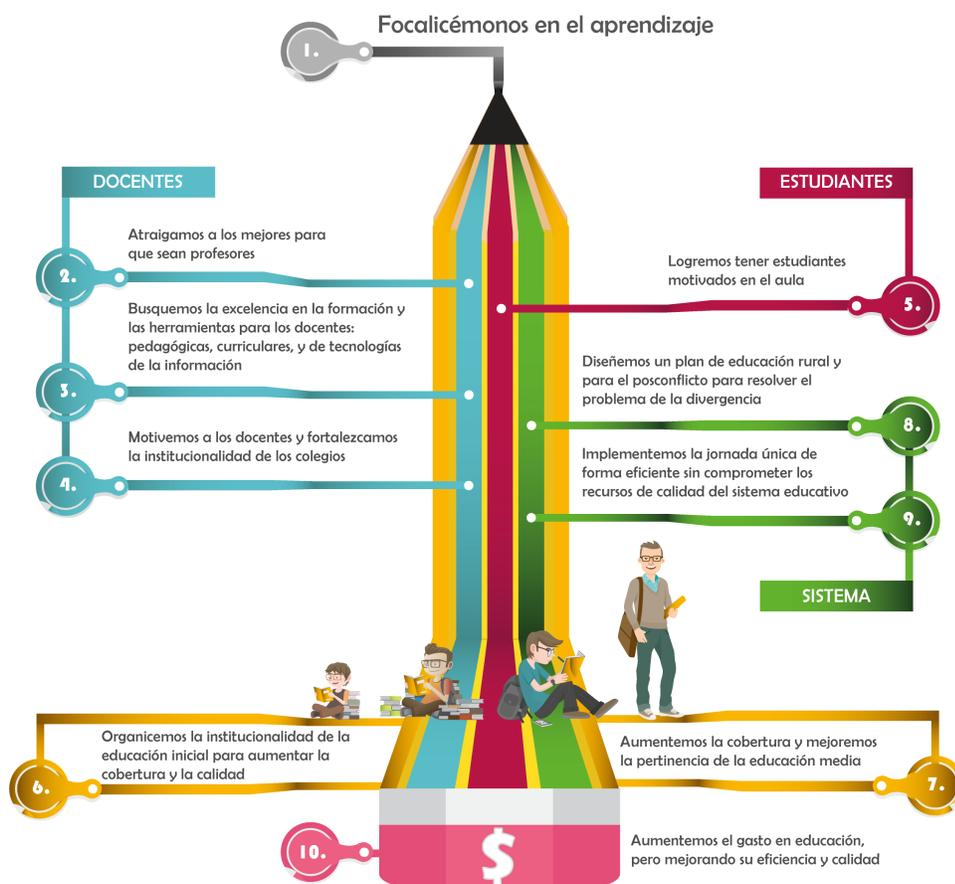 1.
Focalicémonos en el aprendizaje
DOCENTES
2.
Atraigamos a los mejores para
que sean profesores
3.
Busquemos la excelencia en la formación y
las herramientas para los docentes:
pedagógicas, curriculares, y de tecnologías
de la información
4.
Motivemos a los docentes y fortalezcamos
la institucionalidad de los colegios
ESTUDIANTES
Logremos tener estudiantes
motivados en el aula
5.
Diseñemos un plan de educación rural y
para el posconflicto para resolver el
problema de la divergencia
8.
Implementemos la jornada única de
forma eficiente sin comprometer los
recursos de calidad del sistema educativo
9.
SISTEMA
6.
Organicemos la institucionalidad de la
educación inicial para aumentar la
cobertura y la calidad
Aumentemos la cobertura y mejoremos
la pertinencia de la educación media
7.
10.
$
Aumentemos el gasto en educación,
pero mejorando su eficiencia y calidad